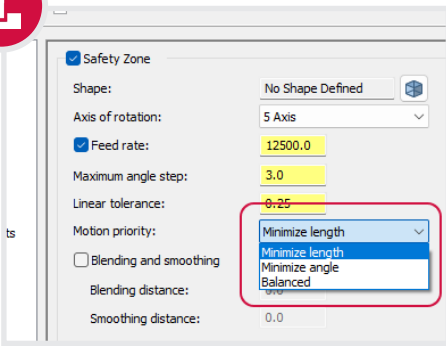 Safety Zone
Shape: No Shape Defined
Axis of rotation: 5 Axis
Feed rate: 12500.0
Maximum angle step: 3.0
Linear tolerance: 0.25
ts
Motion priority: Minimize length
Minimize length
Blending and smoothing
Minimize angle
Balanced
Blending distance:
Smoothing distance: 0.0